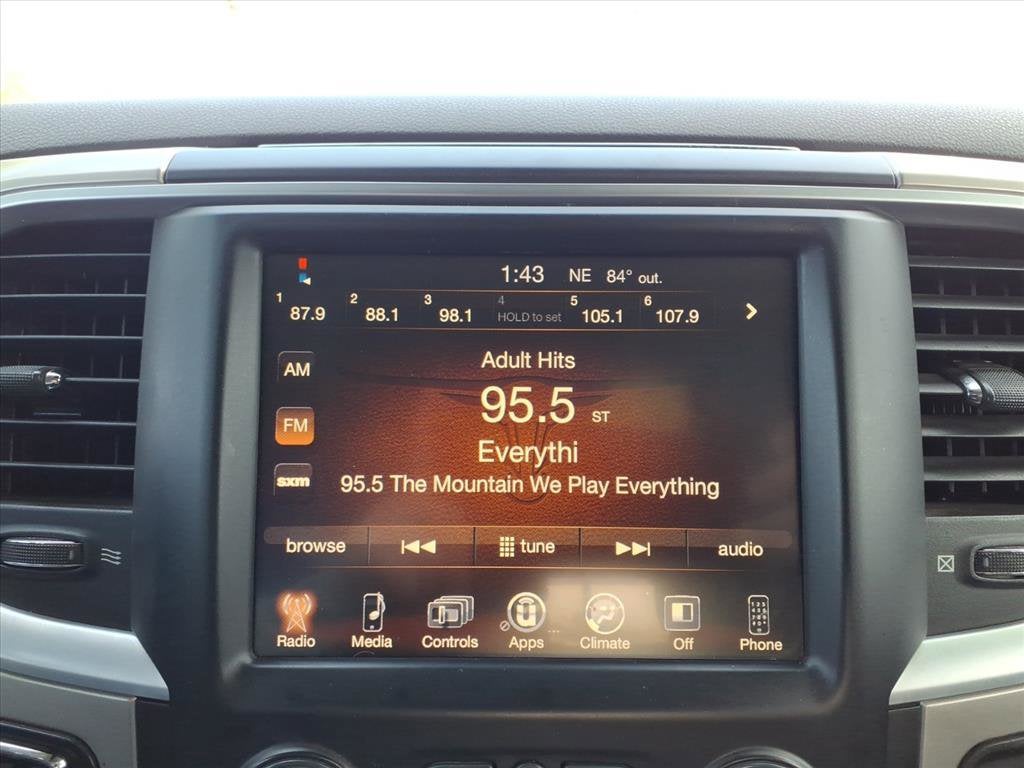 1:43 NE 84° out.
1 87.9 2 88.1 3 98.1 4 HOLD to set 5 105.1 6 107.9
Adult Hits
AM
95.5 ST
FM
Everythi
sxm
95.5 The Mountain We Play Everything
browse tune audio
Radio Media Controls Apps Climate Off Phone